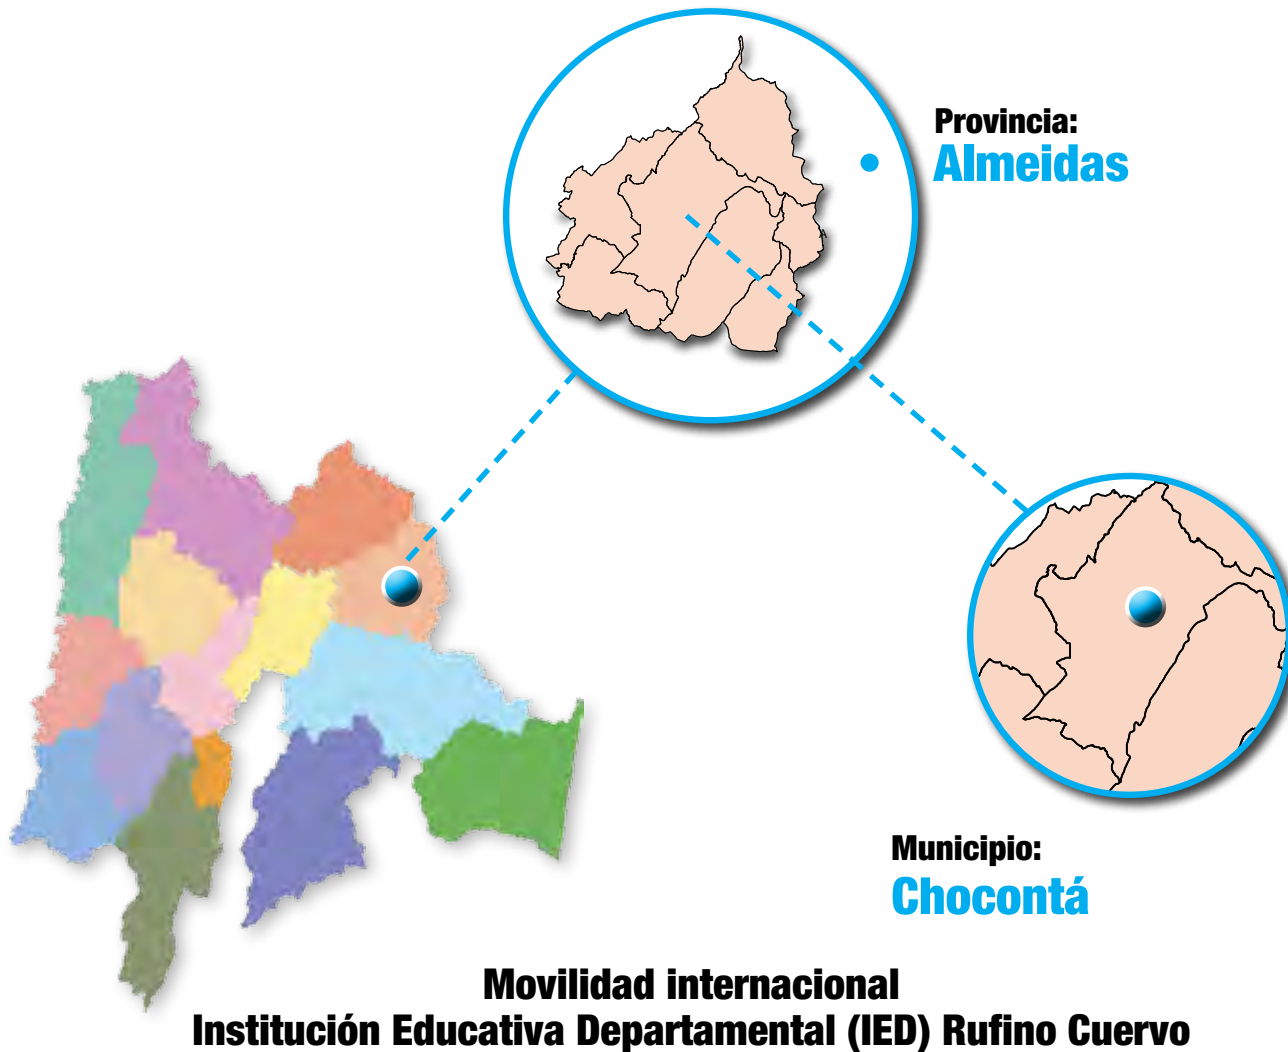 Provincia:
Almeidas
Municipio:
Chocontá
Movilidad internacional
Institución Educativa Departamental (IED) Rufino Cuervo